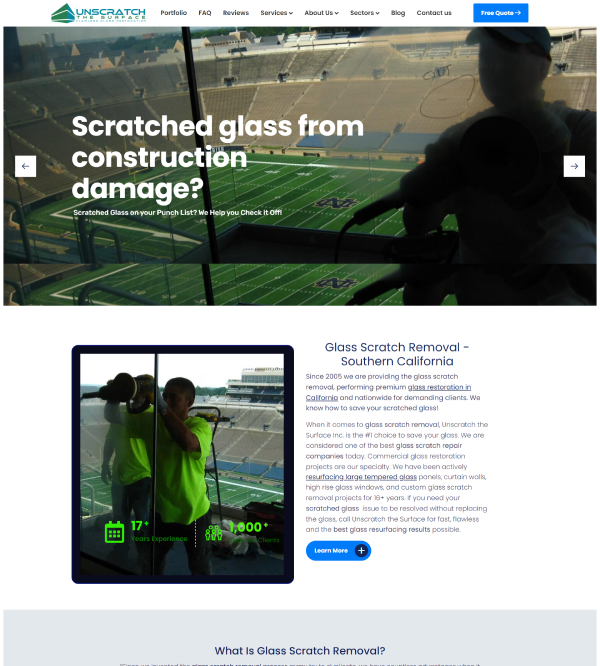 UNSCRATCH
THE SURFACE
Portfolio FAQ Reviews Services About Us Sectors Blog Contact us
Free Quote
Scratched glass from
construction
damage?
Scratched Glass on your Punch List? We Help you Check it Off!
Glass Scratch Removal -
Southern California
Since 2005 we are providing the glass scratch
removal, performing premium glass restoration in
California and nationwide for demanding clients. We
know how to save your scratched glass!
When it comes to glass scratch removal, Unscratch the
Surface Inc. is the #1 choice to save your glass. We are
considered one of the best glass scratch repair
companies today. Commercial glass restoration
projects are our specialty. We have been actively
resurfacing large tempered glass panels, curtain walls,
high rise glass windows, and custom glass scratch
removal projects for 16+ years. If you need your
scratched glass issue to be resolved without replacing
the glass, call Unscratch the Surface for fast, flawless
and the best glass resurfacing results possible.
17+
Years Experience
1,000+
Clients
Learn More
What Is Glass Scratch Removal?